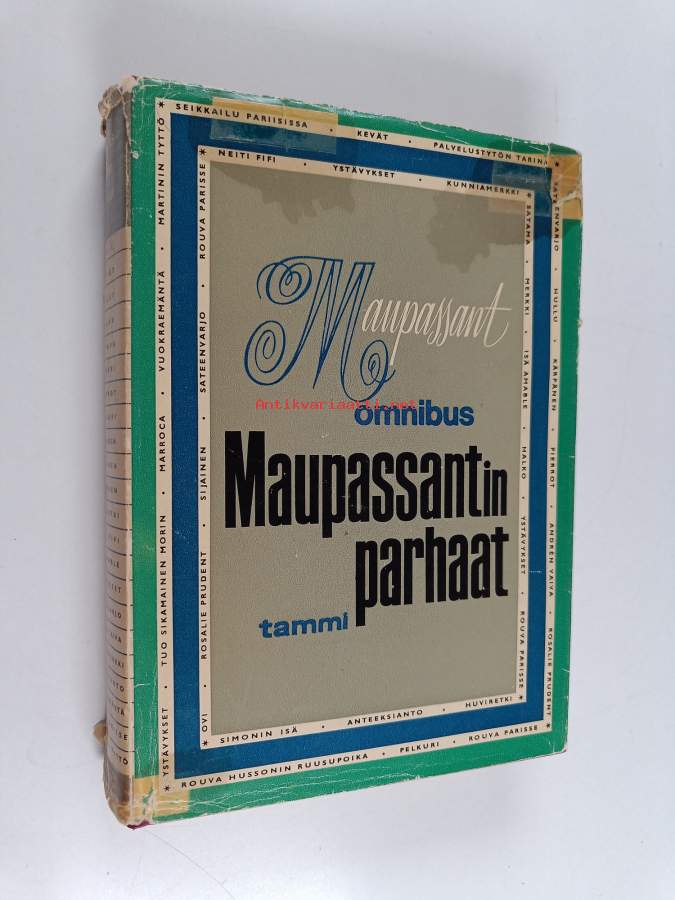 SEIKKAILU PARIISISSA • KEVÄT • PALVELUSTYTÖN TARINA
SATEENVARJO • HULLU • KÄRPÄNEN • PIERROT • ANDREN VAIVA • ROSALIE PRUDENT
ROUVA HUSSONIN RUUSUPOIKA • PELKURI • ROUVA PARISSE
YSTÄVYKSET • TUO SIKAMAINEN MORIN • MARROCA • VUOKRAEMÄNTÄ • MARTININ TYTTÖ
NEITI FIFI • YSTÄVYKSET • KUNNIAMERKKI
SATAMA • MERKKI • ISÄ AMABLE • HALKO • YSTÄVYKSET • ROUVA PARISSE
SIMONIN ISÄ • ANTEEKSIANTO • HUVIRETKI
OVI • ROSALIE PRUDENT • SIJAINEN • SATEENVARJO • ROUVA PARISSE
Maupassant
Antikvariaatti.net
omnibus
Maupassantin
parhaat
tammi